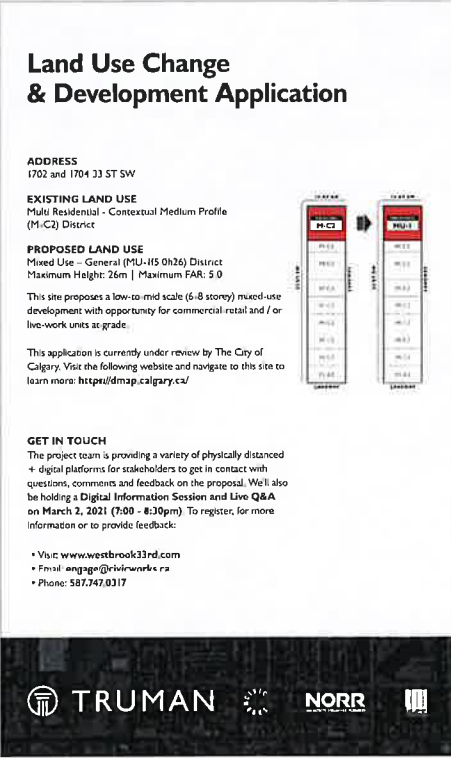 Land Use Change
& Development Application
ADDRESS
1702 and 1704 33 ST SW
EXISTING LAND USE
Multi Residential - Contextual Medium Profile
(M-C2) District
PROPOSED LAND USE
Mixed Use – General (MU-1f5 0h26) District
Maximum Height: 26m | Maximum FAR: 5.0
This site proposes a low-to-mid scale (6-8 storey) mixed-use
development with opportunity for commercial-retail and / or
live-work units at-grade.
This application is currently under review by The City of
Calgary. Visit the following website and navigate to this site to
learn more: https://dmap.calgary.ca/
M-C2
MU-1
GET IN TOUCH
The project team is providing a variety of physically distanced
+ digital platforms for stakeholders to get in contact with
questions, comments and feedback on the proposal. We'll also
be holding a Digital Information Session and Live Q&A
on March 2, 2021 (7:00 - 8:30pm). To register, for more
information or to provide feedback:
• Visit: www.westbrook33rd.com
• Email: engage@civicworks.ca
• Phone: 587.747.0317
TRUMAN
NORR